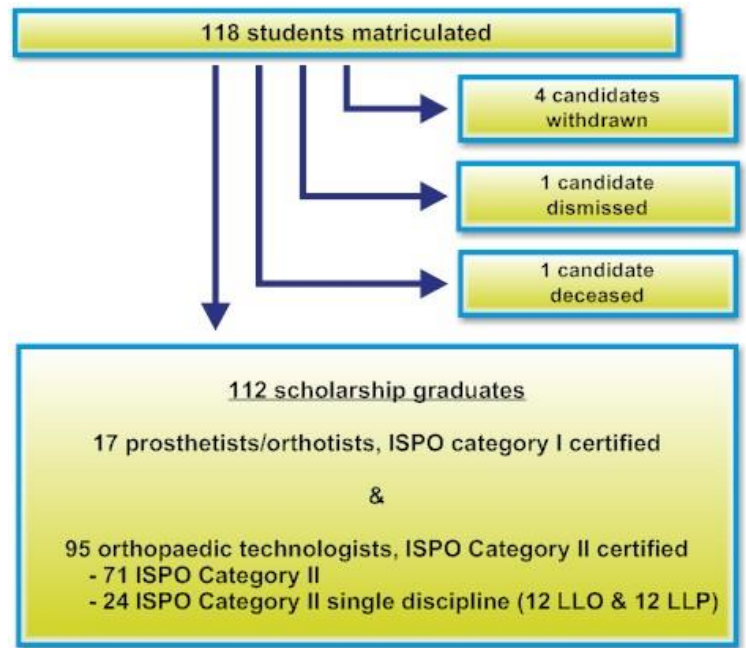 118 students matriculated
4 candidates
withdrawn
1 candidate
dismissed
1 candidate
deceased
112 scholarship graduates
17 prosthetists/orthotists, ISPO category I certified
&
95 orthopaedic technologists, ISPO Category II certified
- 71 ISPO Category II
- 24 ISPO Category II single discipline (12 LLO & 12 LLP)